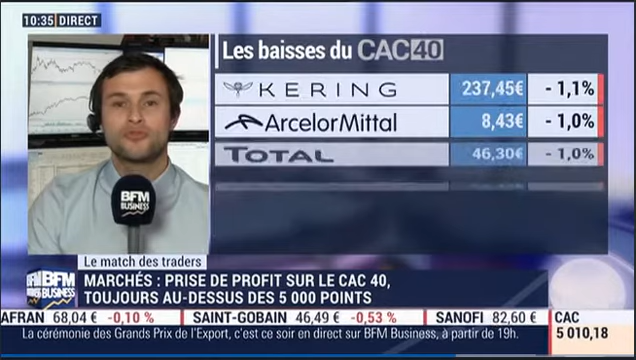 10:35 DIRECT
Les baisses du CAC40
KERING 237,45€ - 1,1%
ArcelorMittal 8,43€ - 1,0%
TOTAL 46,30€ - 1,0%
BFM
BUSINESS
Le match des traders
BFM
BUSINESS
MARCHÉS : PRISE DE PROFIT SUR LE CAC 40,
TOUJOURS AU-DESSUS DES 5 000 POINTS
AFRAN 68,04 € -0,10 % SAINT-GOBAIN 46,49 € -0,53 % SANOFI 82,60 € CAC
5 010,18
La cérémonie des Grands Prix de l'Export, c'est ce soir en direct sur BFM Business, à partir de 19h.